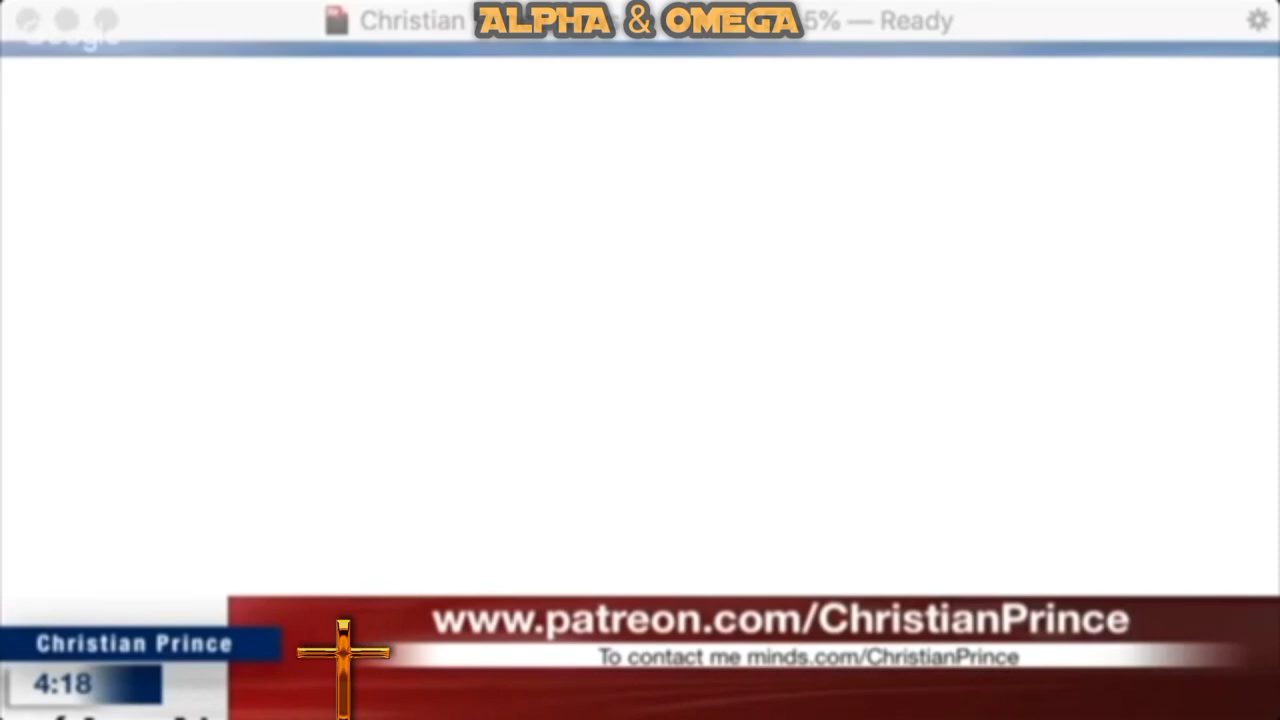 Christian
ALPHA & OMEGA
5% — Ready
Google
www.patreon.com/ChristianPrince
Christian Prince
To contact me minds.com/ChristianPrince
4:18